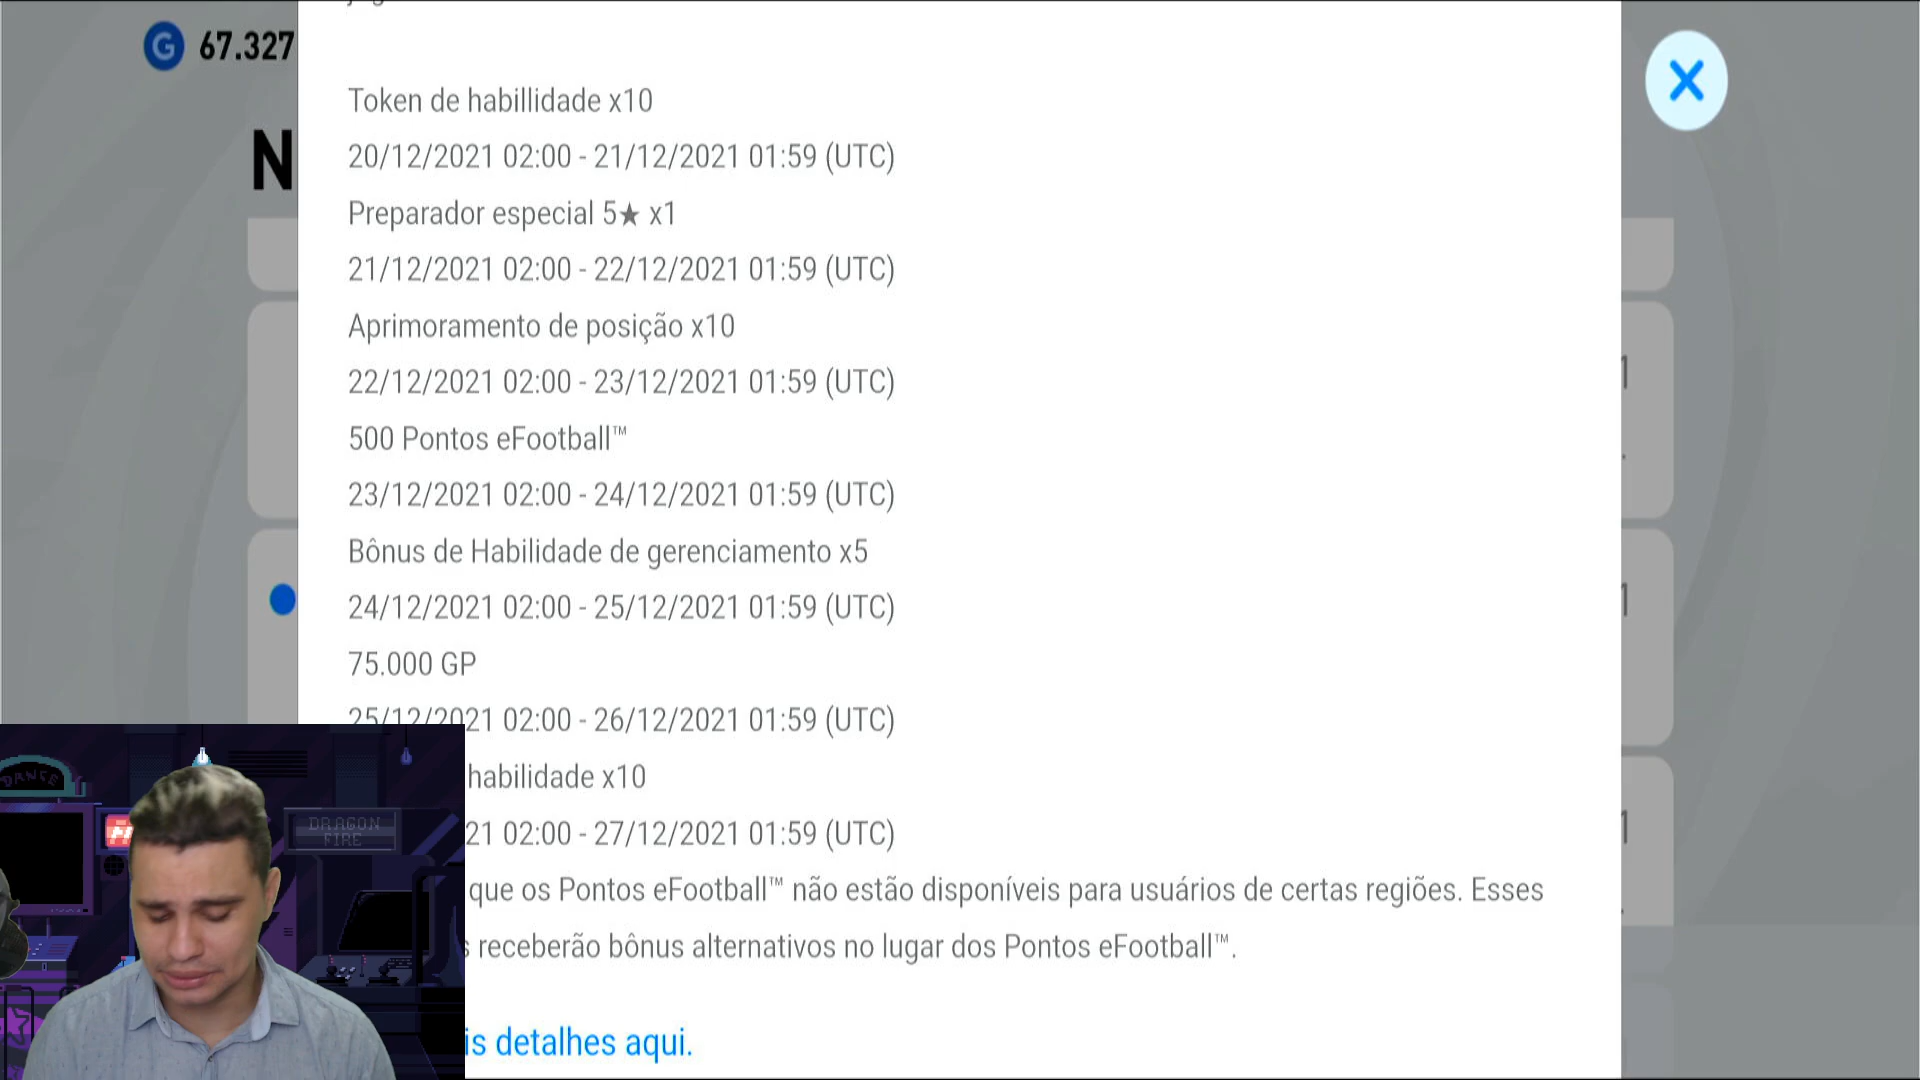 67.327
N
Token de habillidade x10
20/12/2021 02:00 - 21/12/2021 01:59 (UTC)
Preparador especial 5★ x1
21/12/2021 02:00 - 22/12/2021 01:59 (UTC)
Aprimoramento de posição x10
22/12/2021 02:00 - 23/12/2021 01:59 (UTC)
500 Pontos eFootball™
23/12/2021 02:00 - 24/12/2021 01:59 (UTC)
Bônus de Habilidade de gerenciamento x5
24/12/2021 02:00 - 25/12/2021 01:59 (UTC)
75.000 GP
25/12/2021 02:00 - 26/12/2021 01:59 (UTC)
habilidade x10
21 02:00 - 27/12/2021 01:59 (UTC)
que os Pontos eFootball™ não estão disponíveis para usuários de certas regiões. Esses
s receberão bônus alternativos no lugar dos Pontos eFootball™.
is detalhes aqui.
DANCE
DRAGON
FIRE